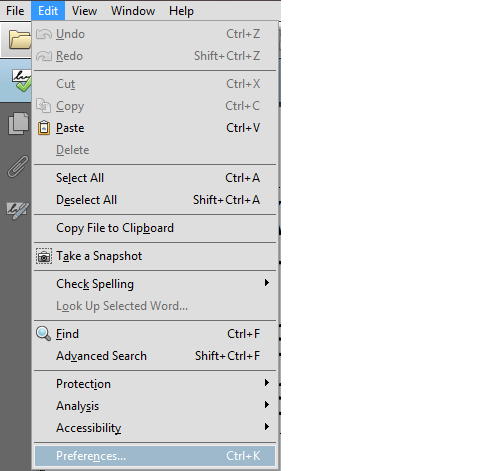 File Edit View Window Help
Undo Ctrl+Z
Redo Shift+Ctrl+Z
Cut Ctrl+X
Copy Ctrl+C
Paste Ctrl+V
Delete
Select All Ctrl+A
Deselect All Shift+Ctrl+A
Copy File to Clipboard
Take a Snapshot
Check Spelling
Look Up Selected Word...
Find Ctrl+F
Advanced Search Shift+Ctrl+F
Protection
Analysis
Accessibility
Preferences... Ctrl+K